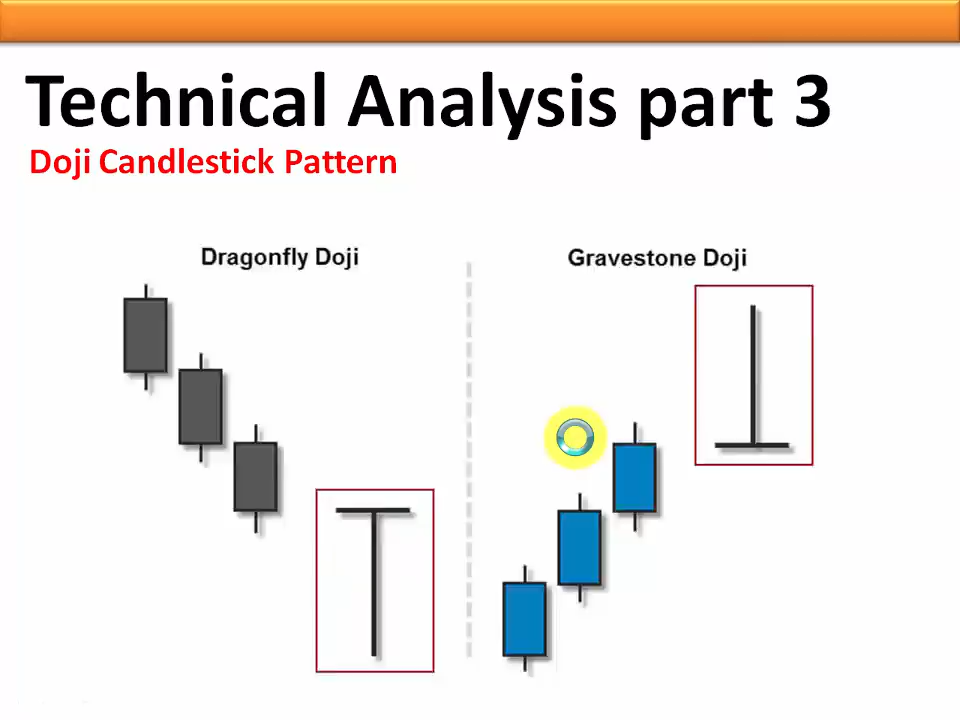 Technical Analysis part 3
Doji Candlestick Pattern
Dragonfly Doji
Gravestone Doji